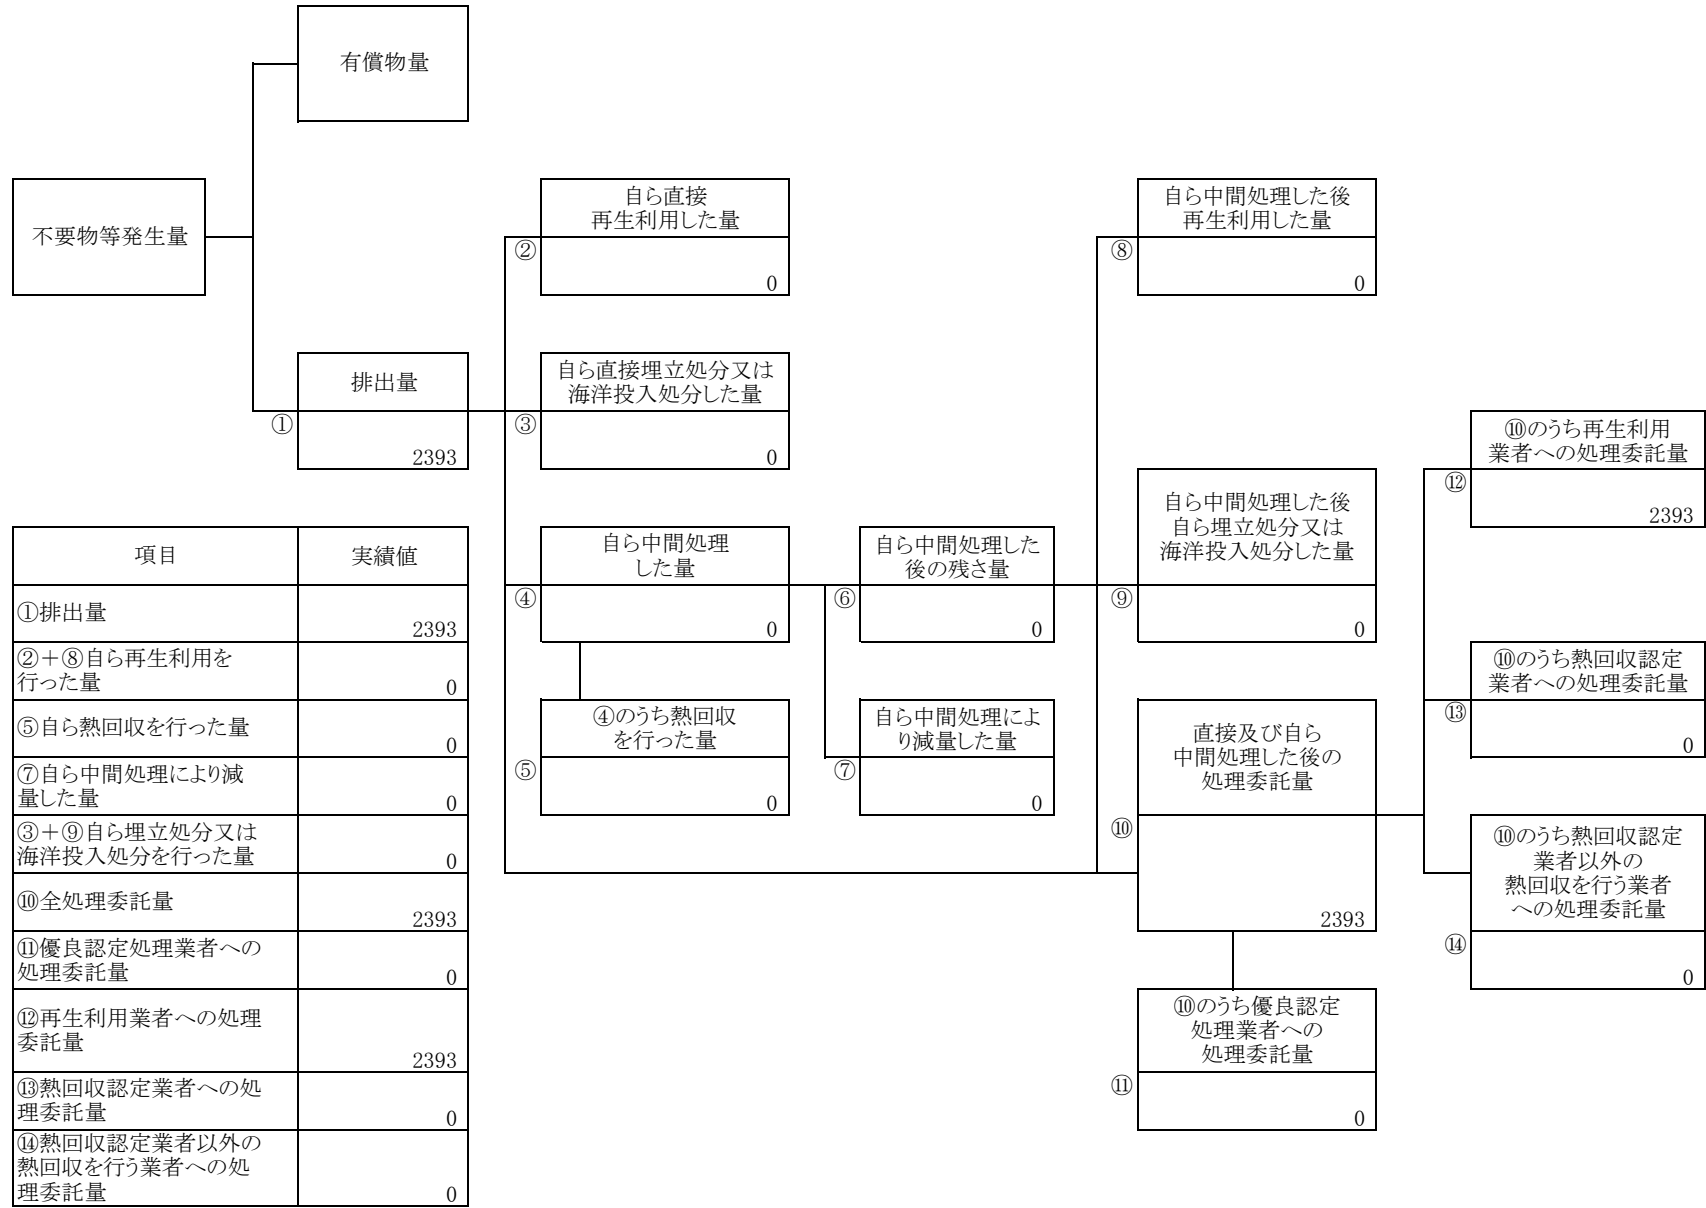 有償物量
不要物等発生量
自ら直接
再生利用した量
②
0
自ら中間処理した後
再生利用した量
⑧
0
排出量
①
2393
自ら直接埋立処分又は
海洋投入処分した量
③
0
⑩のうち再生利用
業者への処理委託量
⑫
2393
自ら中間処理
した量
④
0
自ら中間処理した
後の残さ量
⑥
0
自ら中間処理した後
自ら埋立処分又は
海洋投入処分した量
⑨
0
⑩のうち熱回収認定
業者への処理委託量
⑬
0
④のうち熱回収
を行った量
⑤
0
自ら中間処理によ
り減量した量
⑦
0
直接及び自ら
中間処理した後の
処理委託量
⑩
2393
⑩のうち熱回収認定
業者以外の
熱回収を行う業者
への処理委託量
⑭
0
⑩のうち優良認定
処理業者への
処理委託量
⑪
0
項目 実績値
①排出量
2393
②＋⑧自ら再生利用を
行った量
0
⑤自ら熱回収を行った量
0
⑦自ら中間処理により減
量した量
0
③＋⑨自ら埋立処分又は
海洋投入処分を行った量
0
⑩全処理委託量
2393
⑪優良認定処理業者への
処理委託量
0
⑫再生利用業者への処理
委託量
2393
⑬熱回収認定業者への処
理委託量
0
⑭熱回収認定業者以外の
熱回収を行う業者への処
理委託量
0